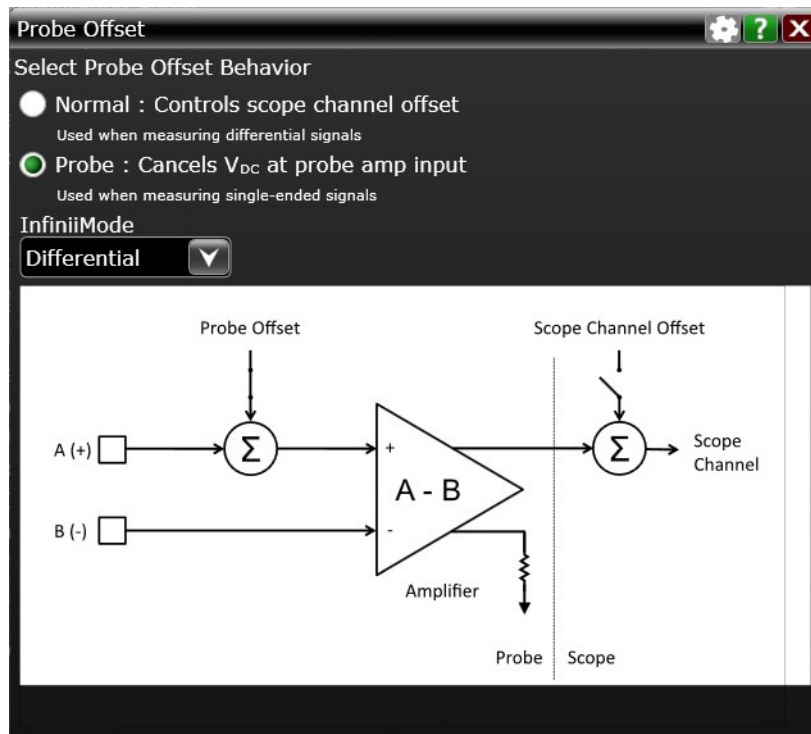 Probe Offset
?
X
Select Probe Offset Behavior
Normal : Controls scope channel offset
Used when measuring differential signals
Probe : Cancels VDC at probe amp input
Used when measuring single-ended signals
InfiniiMode
Differential
Probe Offset
Scope Channel Offset
A (+)
Σ
+
Σ
Scope
Channel
A - B
B (-)
-
Amplifier
Probe
Scope